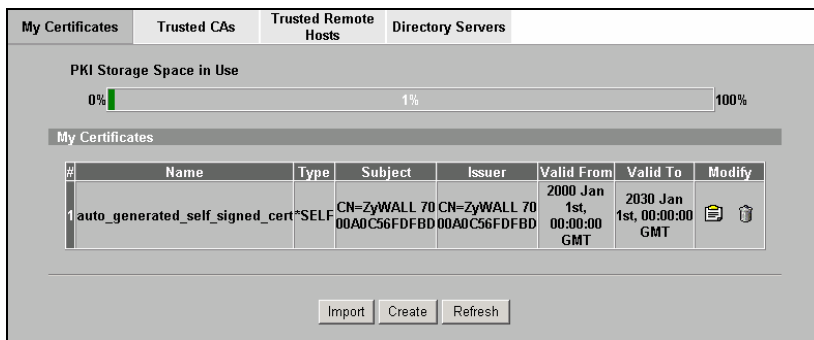 My Certificates
Trusted CAs
Trusted Remote
Hosts
Directory Servers
PKI Storage Space in Use
0%
1%
100%
My Certificates
# Name Type Subject Issuer Valid From Valid To Modify
1 auto_generated_self_signed_cert *SELF CN=ZyWALL 70 00A0C56FDFBD CN=ZyWALL 70 00A0C56FDFBD 2000 Jan 1st, 00:00:00 GMT 2030 Jan 1st, 00:00:00 GMT
Import Create Refresh